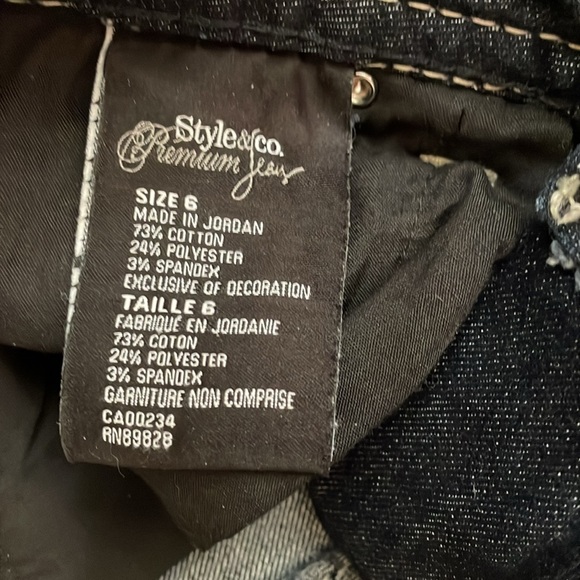 Style&co.
Premium Jeans
SIZE 6
MADE IN JORDAN
73% COTTON
24% POLYESTER
3% SPANDEX
EXCLUSIVE OF DECORATION
TAILLE 6
FABRIQUÉ EN JORDANIE
73% COTON
24% POLYESTER
3% SPANDEX
GARNITURE NON COMPRISE
CA00234
RN89828